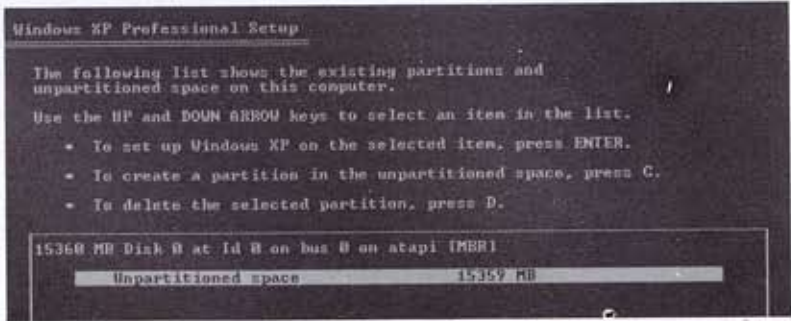 Windows XP Professional Setup
The following list shows the existing partitions and
unpartitioned space on this computer.
Use the UP and DOWN ARROW keys to select an item in the list.
• To set up Windows XP on the selected item, press ENTER.
• To create a partition in the unpartitioned space, press C.
• To delete the selected partition, press D.
15360 MB Disk 0 at Id 0 on bus 0 on atapi [MBR]
Unpartitioned space 15359 MB